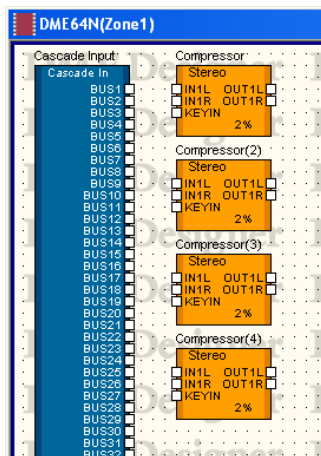 DME64N(Zone1)
Cascade Input
Cascade In
BUS1
BUS2
BUS3
BUS4
BUS5
BUS6
BUS7
BUS8
BUS9
BUS10
BUS11
BUS12
BUS13
BUS14
BUS15
BUS16
BUS17
BUS18
BUS19
BUS20
BUS21
BUS22
BUS23
BUS24
BUS25
BUS26
BUS27
BUS28
BUS29
BUS30
BUS31
BUS32
Compressor
Stereo
IN1L OUT1L
IN1R OUT1R
KEYIN
2%
Compressor(2)
Stereo
IN1L OUT1L
IN1R OUT1R
KEYIN
2%
Compressor(3)
Stereo
IN1L OUT1L
IN1R OUT1R
KEYIN
2%
Compressor(4)
Stereo
IN1L OUT1L
IN1R OUT1R
KEYIN
2%